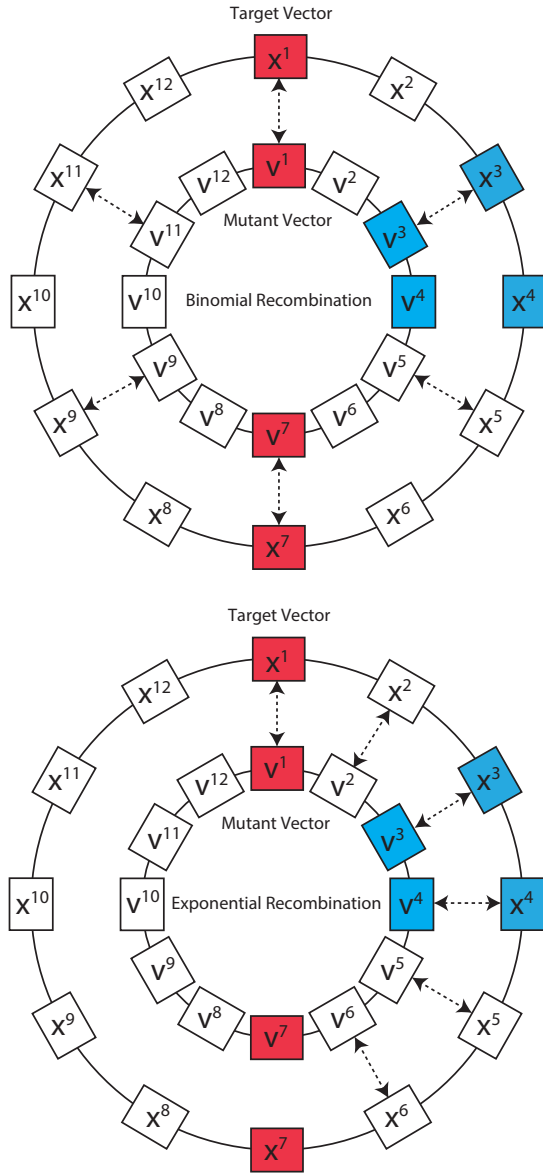 Target Vector
x¹
x¹² x²
x¹¹ v¹ x³
v¹² v²
Mutant Vector
v¹¹ v³
x¹⁰ v¹⁰ Binomial Recombination v⁴ x⁴
v⁹ v⁵
x⁹ v⁸ v⁶ x⁵
v⁷
x⁸ x⁶
x⁷
Target Vector
x¹
x¹² x²
x¹¹ v¹ x³
v¹² v²
Mutant Vector
v¹¹ v³
x¹⁰ v¹⁰ Exponential Recombination v⁴ x⁴
v⁹ v⁵
x⁹ v⁸ v⁶ x⁵
v⁷
x⁸ x⁶
x⁷